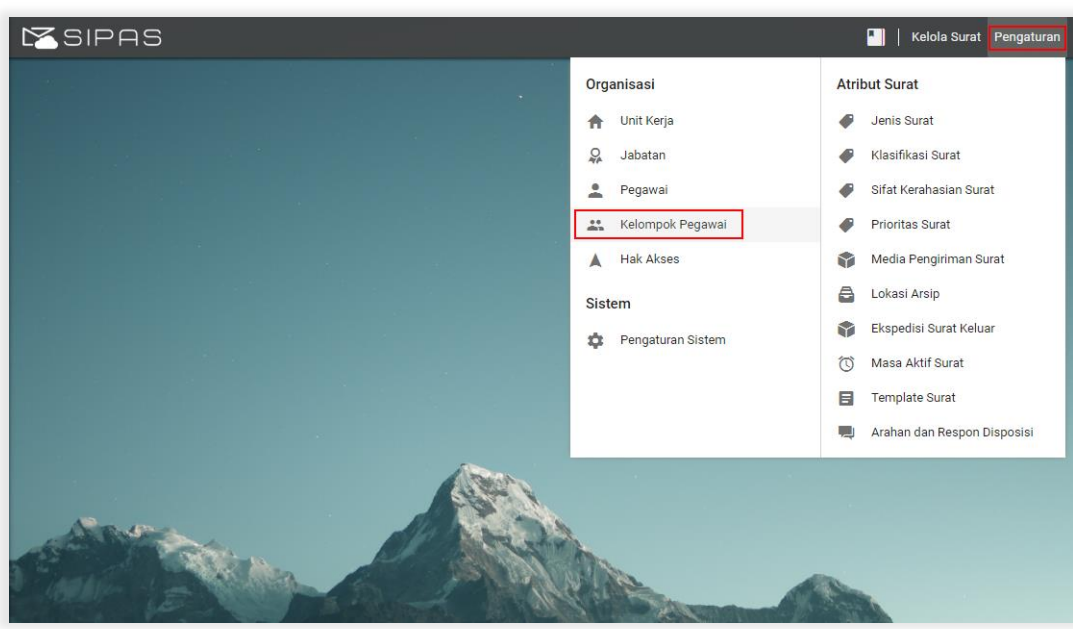 SIPAS
Kelola Surat
Pengaturan
Organisasi
Unit Kerja
Jabatan
Pegawai
Kelompok Pegawai
Hak Akses
Sistem
Pengaturan Sistem
Atribut Surat
Jenis Surat
Klasifikasi Surat
Sifat Kerahasian Surat
Prioritas Surat
Media Pengiriman Surat
Lokasi Arsip
Ekspedisi Surat Keluar
Masa Aktif Surat
Template Surat
Arahan dan Respon Disposisi